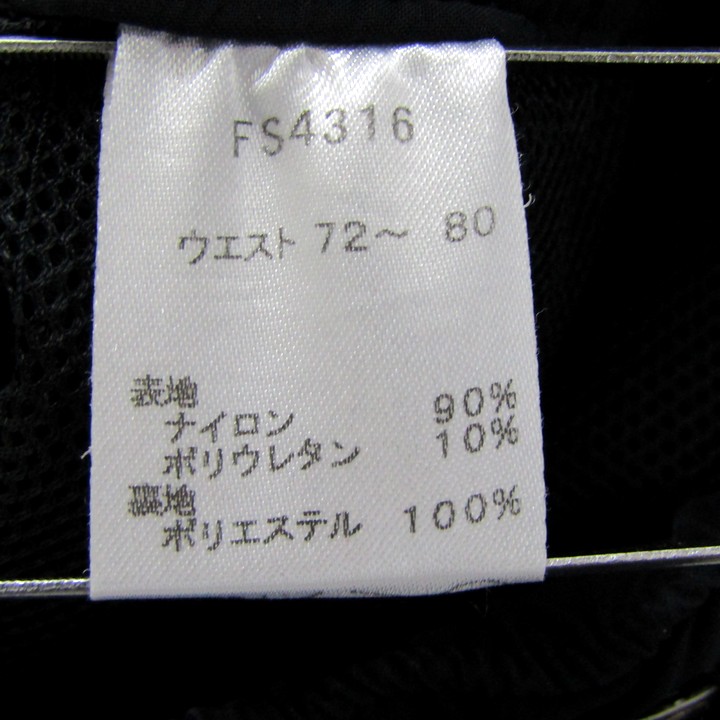 FS4316
ウエスト 72～ 80
表地
ナイロン 90%
ポリウレタン 10%
裏地
ポリエステル 100%